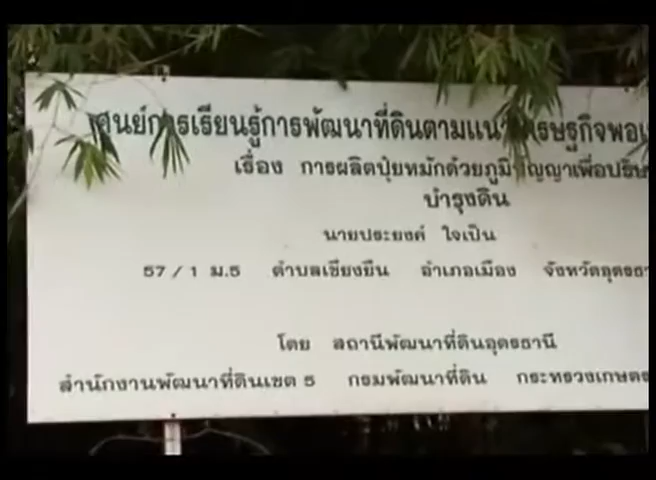 ศูนย์การเรียนรู้การพัฒนาที่ดินตามแนว เศรษฐกิจพอ
เรื่อง การผลิตปุ๋ยหมักด้วยภูมิปัญญาเพื่อปรับ
บำรุงดิน
นายประยงค์ ใจเป็น
57 / 1 ม.5 ตำบลเชียงยืน อำเภอเมือง จังหวัดอุดรธา
โดย สถานีพัฒนาที่ดินอุดรธานี
สำนักงานพัฒนาที่ดินเขต 5 กรมพัฒนาที่ดิน กระทรวงเกษตร